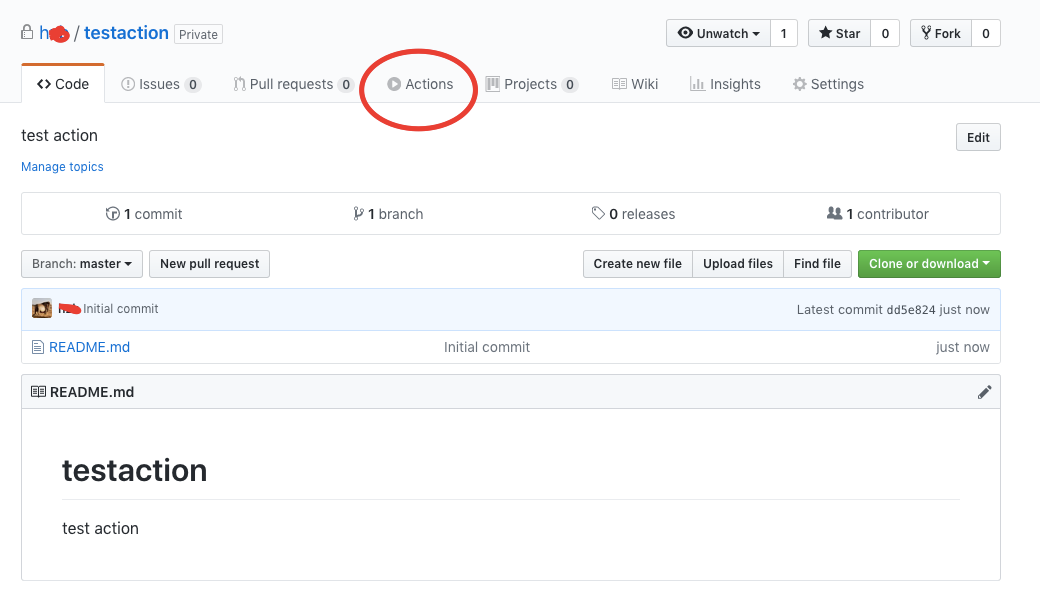 / testaction Private Unwatch 1 Star 0 Fork 0
Code Issues 0 Pull requests 0 Actions Projects 0 Wiki Insights Settings
test action Edit
Manage topics
1 commit 1 branch 0 releases 1 contributor
Branch: master New pull request Create new file Upload files Find file Clone or download
Initial commit Latest commit dd5e824 just now
README.md Initial commit just now
README.md
testaction
test action